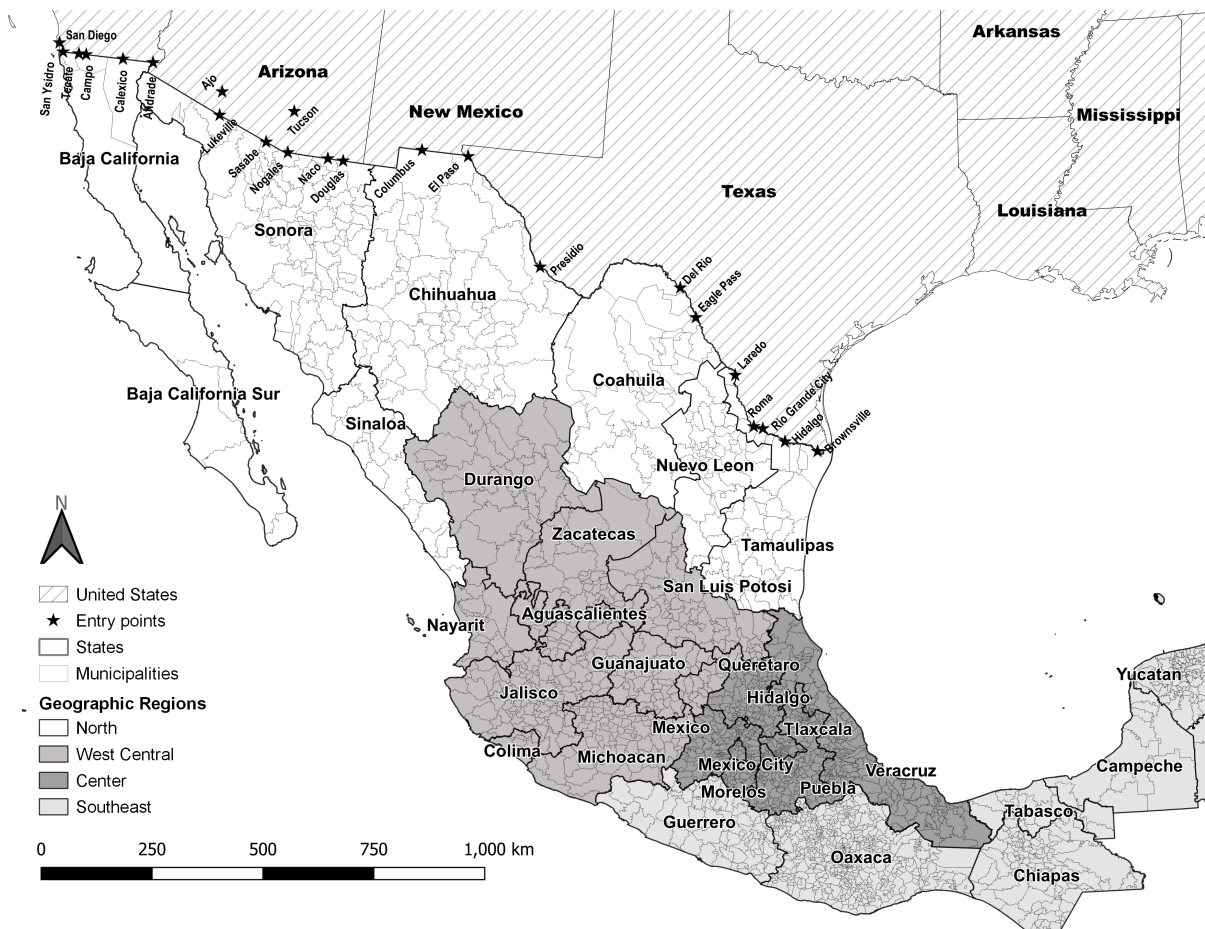 Arkansas
San Diego
San Ysidro
Tecate
Campo
Calexico
Andrade
Ajo
Arizona
Tucson
New Mexico
Mississippi
Lukeville
Sasabe
Nogales
Naco
Douglas
Columbus
El Paso
Baja California
Texas
Louisiana
Sonora
Presidio
Chihuahua
Del Rio
Eagle Pass
Laredo
Coahuila
Baja California Sur
Roma
Rio Grande City
Hidalgo
Brownsville
Sinaloa
Nuevo Leon
Durango
N
Zacatecas
Tamaulipas
San Luis Potosi
Aguascalientes
Nayarit
Guanajuato
Queretaro
Yucatan
Jalisco
Hidalgo
Mexico
Tlaxcala
Colima
Michoacan
Mexico City
Veracruz
Campeche
Morelos
Puebla
Guerrero
Tabasco
Oaxaca
Chiapas
United States
Entry points
States
Municipalities
Geographic Regions
North
West Central
Center
Southeast
0 250 500 750 1,000 km